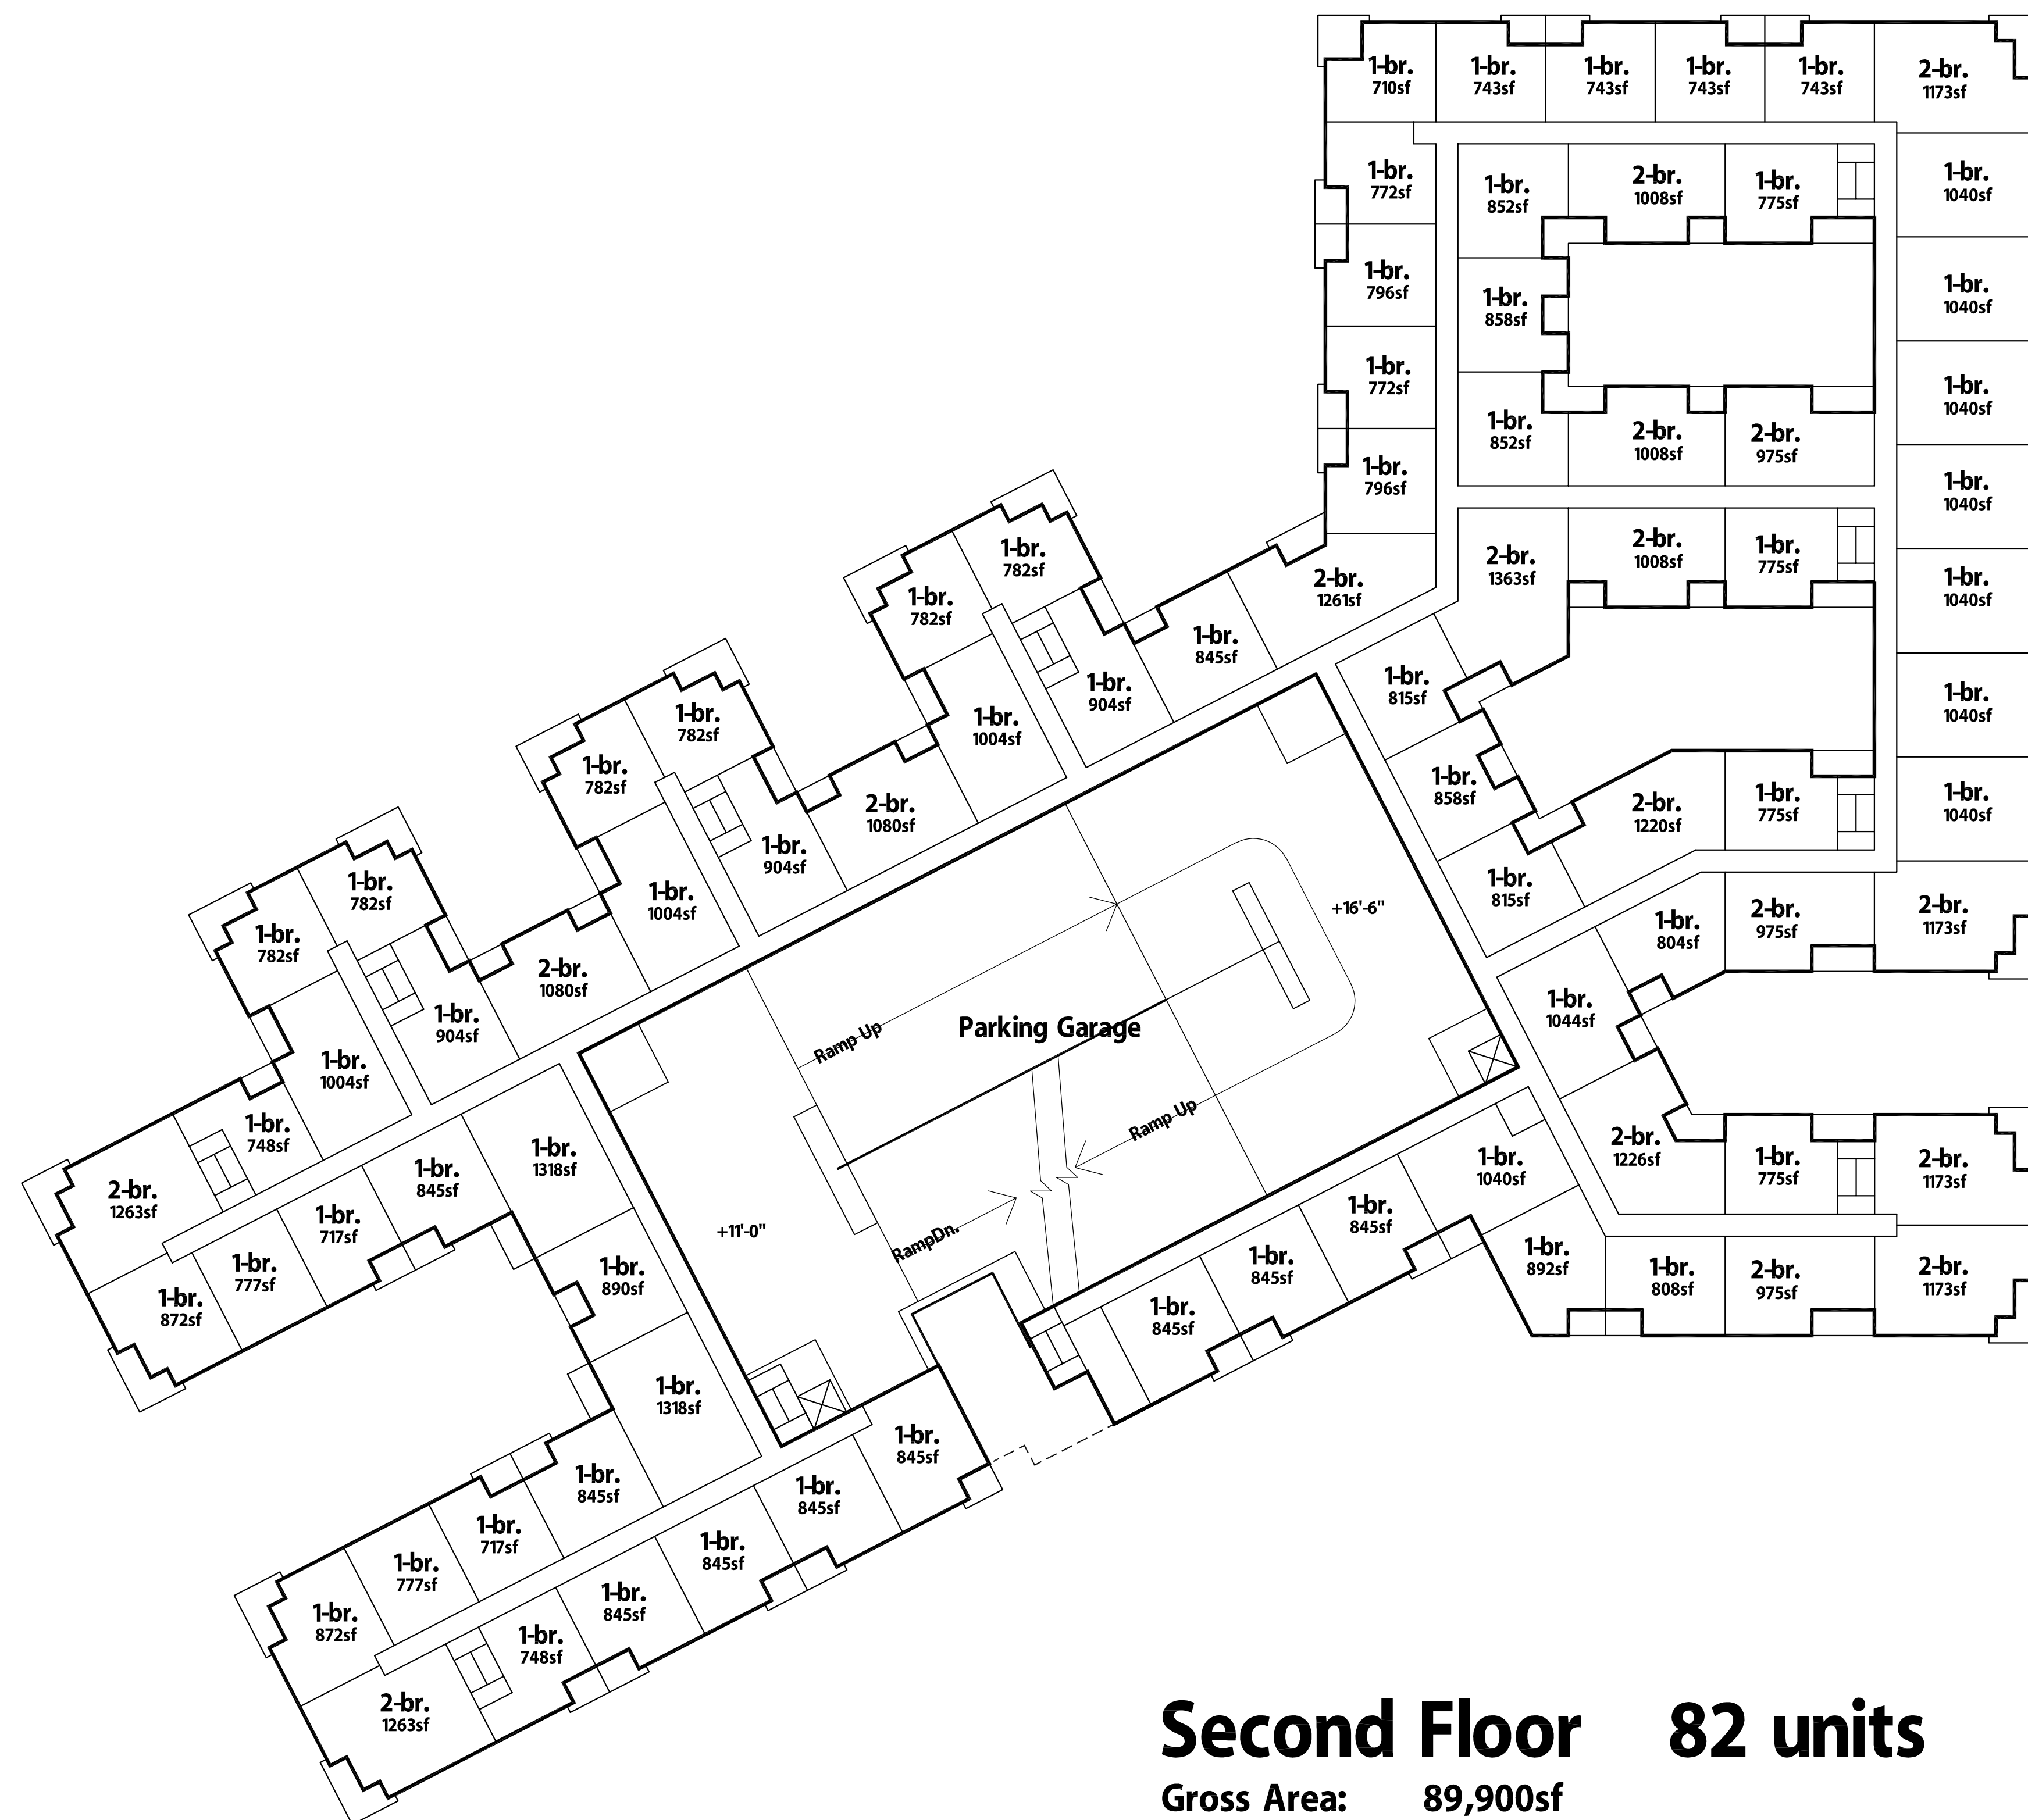 1-br.
710sf
1-br.
743sf
1-br.
743sf
1-br.
743sf
1-br.
743sf
2-br.
1173sf
1-br.
772sf
1-br.
852sf
2-br.
1008sf
1-br.
775sf
1-br.
1040sf
1-br.
796sf
1-br.
858sf
1-br.
1040sf
1-br.
772sf
1-br.
852sf
2-br.
1008sf
2-br.
975sf
1-br.
1040sf
1-br.
796sf
1-br.
1040sf
2-br.
1261sf
2-br.
1363sf
2-br.
1008sf
1-br.
775sf
1-br.
1040sf
1-br.
782sf
1-br.
782sf
1-br.
845sf
1-br.
904sf
1-br.
1004sf
1-br.
815sf
1-br.
1040sf
1-br.
782sf
1-br.
782sf
2-br.
1080sf
1-br.
904sf
1-br.
1004sf
1-br.
858sf
2-br.
1220sf
1-br.
775sf
1-br.
1040sf
1-br.
782sf
1-br.
782sf
2-br.
1080sf
1-br.
904sf
1-br.
1004sf
1-br.
815sf
+16'-6"
1-br.
804sf
2-br.
975sf
2-br.
1173sf
1-br.
1044sf
Parking Garage
Ramp Up
Ramp Up
RampDn.
+11'-0"
1-br.
748sf
2-br.
1263sf
1-br.
1318sf
1-br.
845sf
1-br.
717sf
1-br.
777sf
1-br.
872sf
1-br.
890sf
1-br.
1318sf
1-br.
1040sf
1-br.
845sf
1-br.
845sf
1-br.
845sf
2-br.
1226sf
1-br.
775sf
2-br.
1173sf
1-br.
892sf
1-br.
808sf
2-br.
975sf
2-br.
1173sf
1-br.
845sf
1-br.
845sf
1-br.
845sf
1-br.
845sf
1-br.
717sf
1-br.
777sf
1-br.
872sf
1-br.
845sf
1-br.
748sf
2-br.
1263sf
Second Floor 82 units
Gross Area: 89,900sf